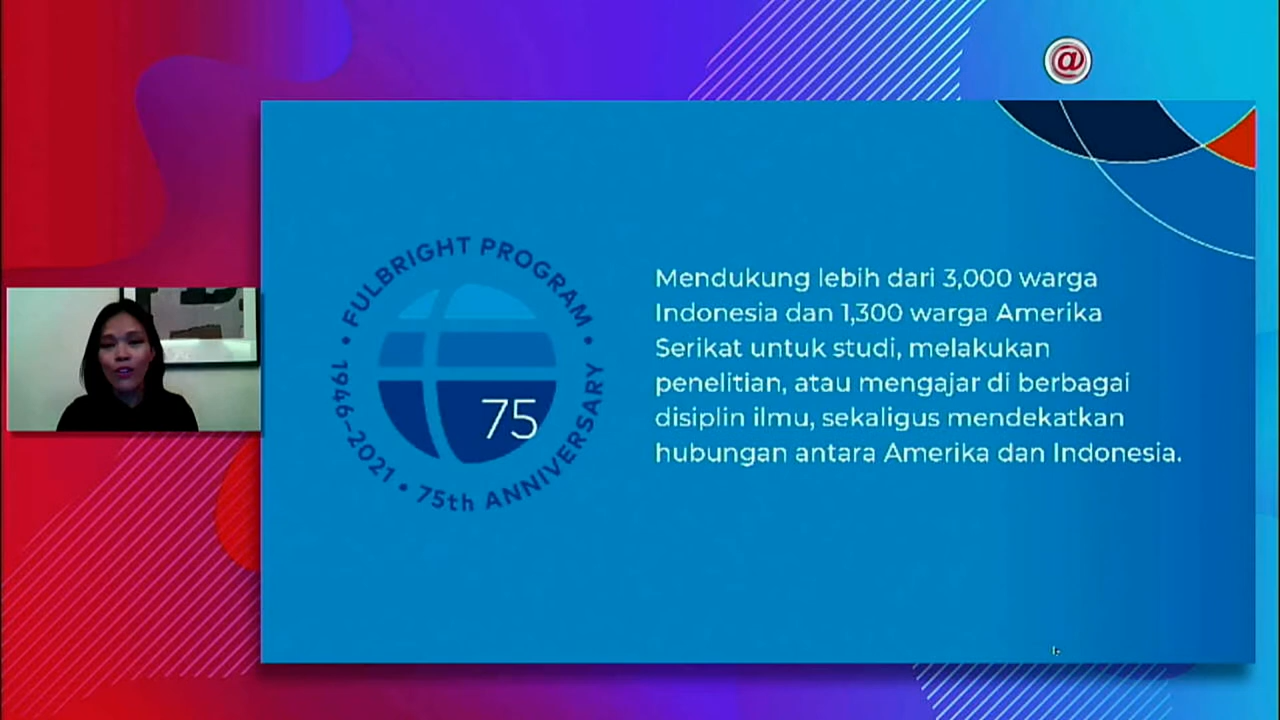 @
FULBRIGHT PROGRAM
1946–2021 • 75th ANNIVERSARY
75
Mendukung lebih dari 3,000 warga
Indonesia dan 1,300 warga Amerika
Serikat untuk studi, melakukan
penelitian, atau mengajar di berbagai
disiplin ilmu, sekaligus mendekatkan
hubungan antara Amerika dan Indonesia.